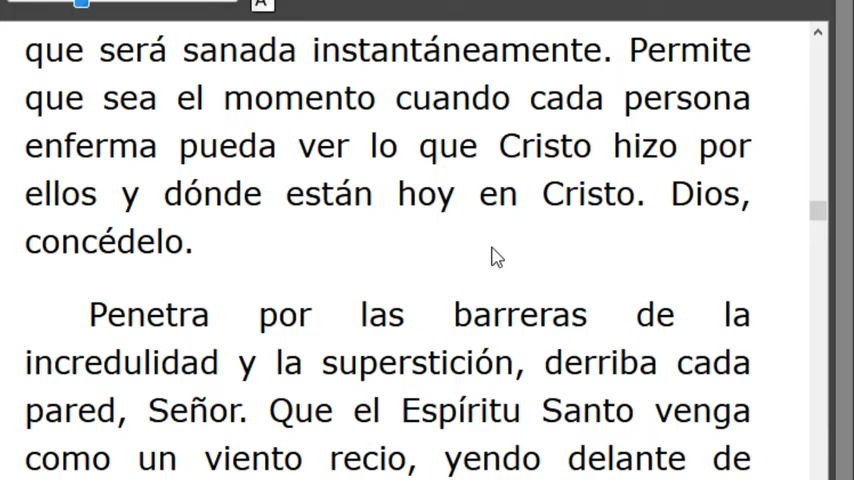 A
que será sanada instantáneamente. Permite
que sea el momento cuando cada persona
enferma pueda ver lo que Cristo hizo por
ellos y dónde están hoy en Cristo. Dios,
concédelo.
Penetra por las barreras de la
incredulidad y la superstición, derriba cada
pared, Señor. Que el Espíritu Santo venga
como un viento recio, yendo delante de